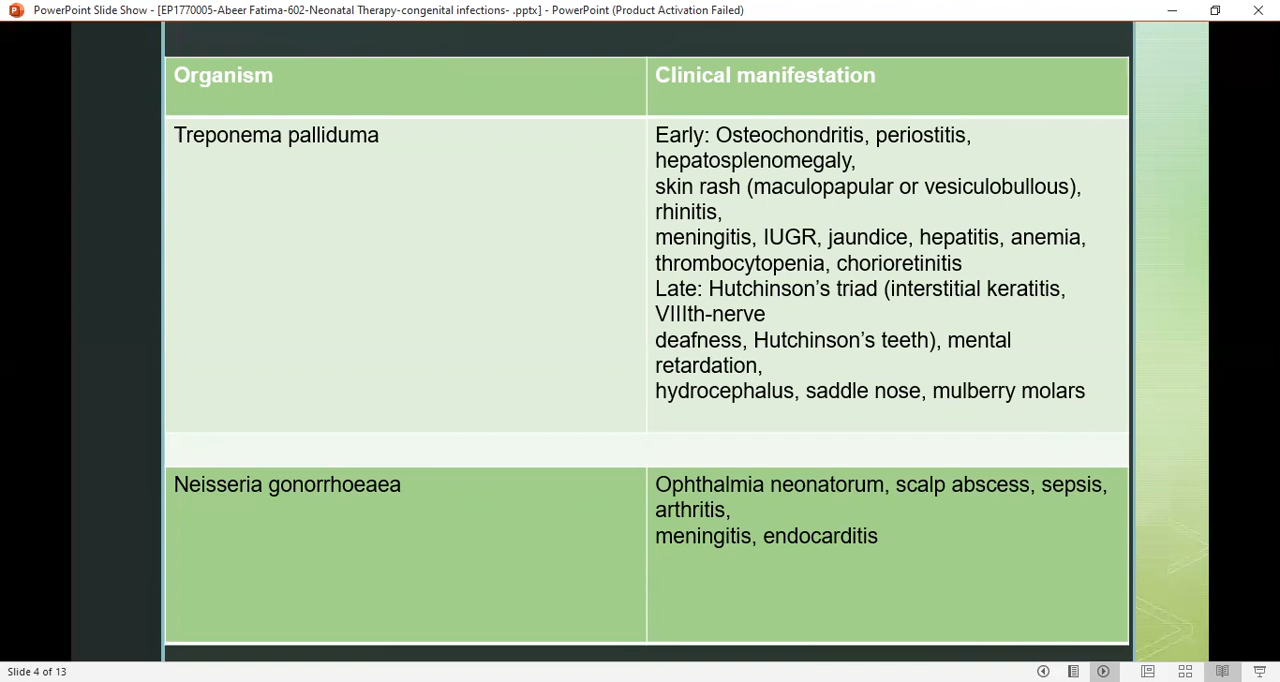 PowerPoint Slide Show - [EP1770005-Abeer Fatima-602-Neonatal Therapy-congenital infections- .pptx] - PowerPoint (Product Activation Failed)
Organism
Clinical manifestation
Treponema palliduma
Early: Osteochondritis, periostitis,
hepatosplenomegaly,
skin rash (maculopapular or vesiculobullous),
rhinitis,
meningitis, IUGR, jaundice, hepatitis, anemia,
thrombocytopenia, chorioretinitis
Late: Hutchinson’s triad (interstitial keratitis,
VIIIth-nerve
deafness, Hutchinson’s teeth), mental
retardation,
hydrocephalus, saddle nose, mulberry molars
Neisseria gonorrhoeaea
Ophthalmia neonatorum, scalp abscess, sepsis,
arthritis,
meningitis, endocarditis
Slide 4 of 13